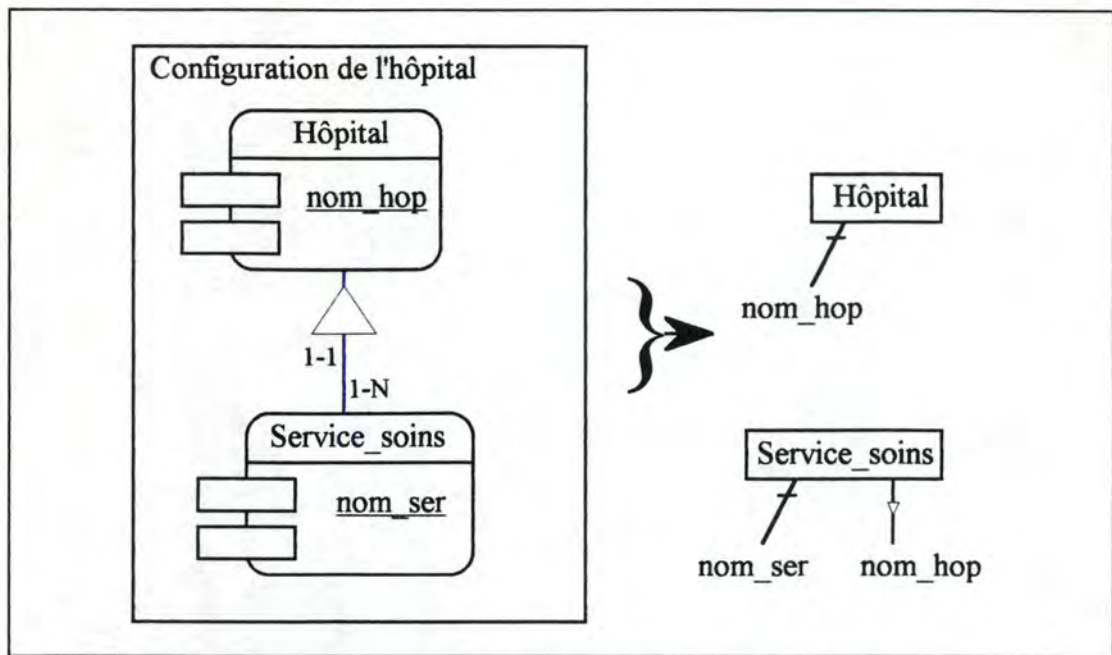 Configuration de l'hôpital
Hôpital
nom_hop
1-1
1-N
Service_soins
nom_ser
Hôpital
nom_hop
Service_soins
nom_ser nom_hop